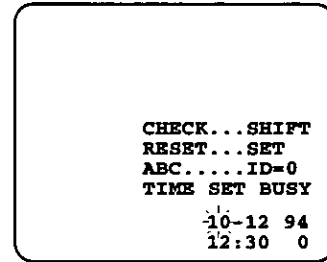 CHECK...SHIFT
RESET...SET
ABC.....ID=0
TIME SET BUSY
10-12 94
12:30 0